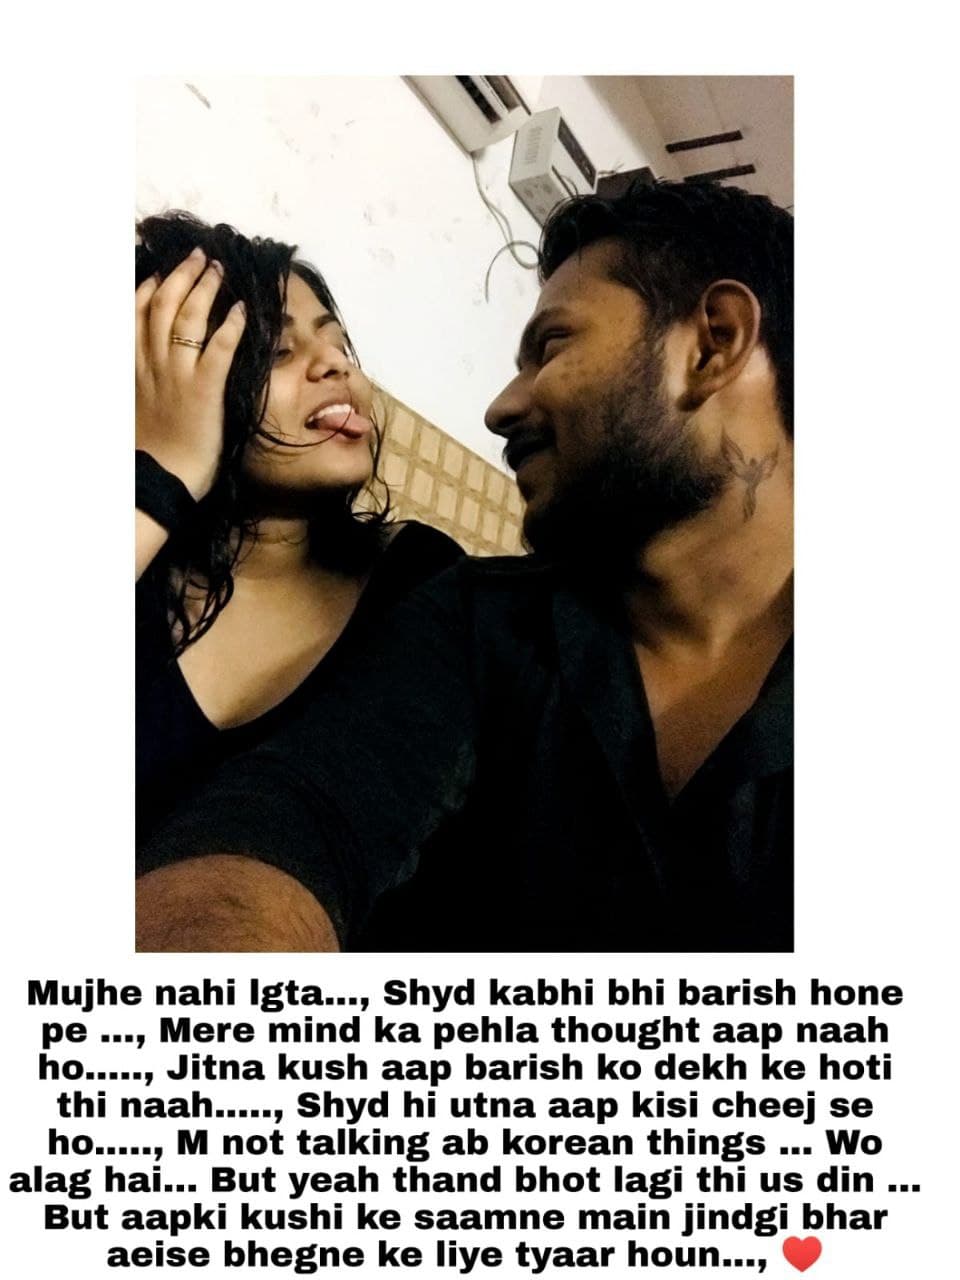 Mujhe nahi lgta..., Shyd kabhi bhi barish hone
pe ..., Mere mind ka pehla thought aap naah
ho....., Jitna kush aap barish ko dekh ke hoti
thi naah....., Shyd hi utna aap kisi cheej se
ho....., M not talking ab korean things ... Wo
alag hai... But yeah thand bhot lagi thi us din ...
But aapki kushi ke saamne main jindgi bhar
aeise bhegne ke liye tyaar houn..., ♥️